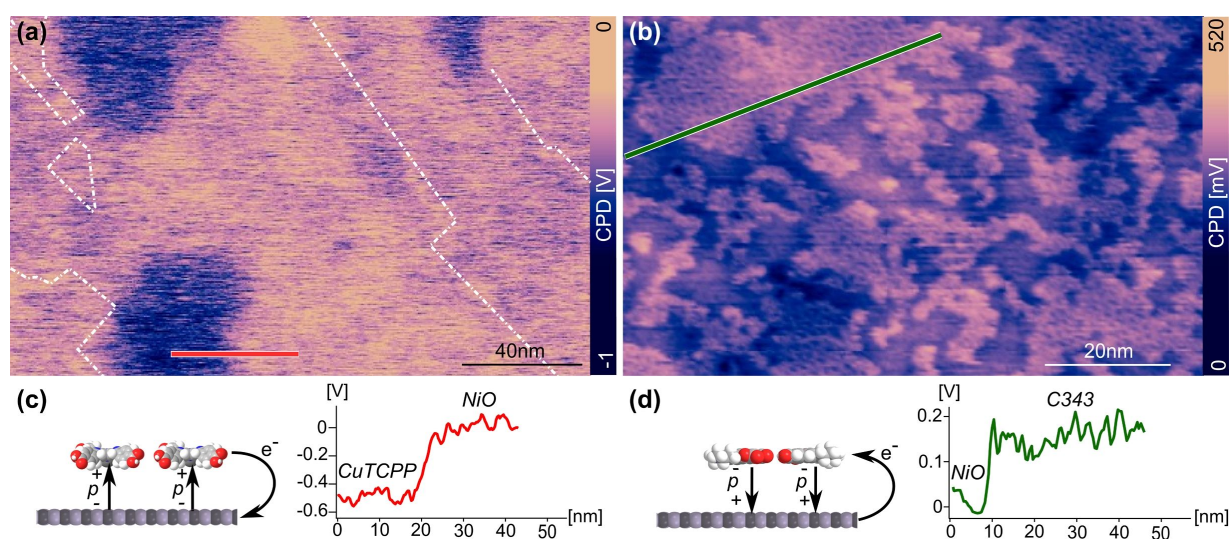 (a)
0
CPD [V]
-1
40nm
(b)
520
CPD [mV]
0
20nm
(c)
+
p
-
+
p
-
e-
[V]
NiO
CuTCPP
0
-0.2
-0.4
-0.6
0 10 20 30 40 50
[nm]
(d)
-
p
+
-
p
+
e-
[V]
C343
NiO
0.2
0.1
0
0 10 20 30 40 50
[nm]